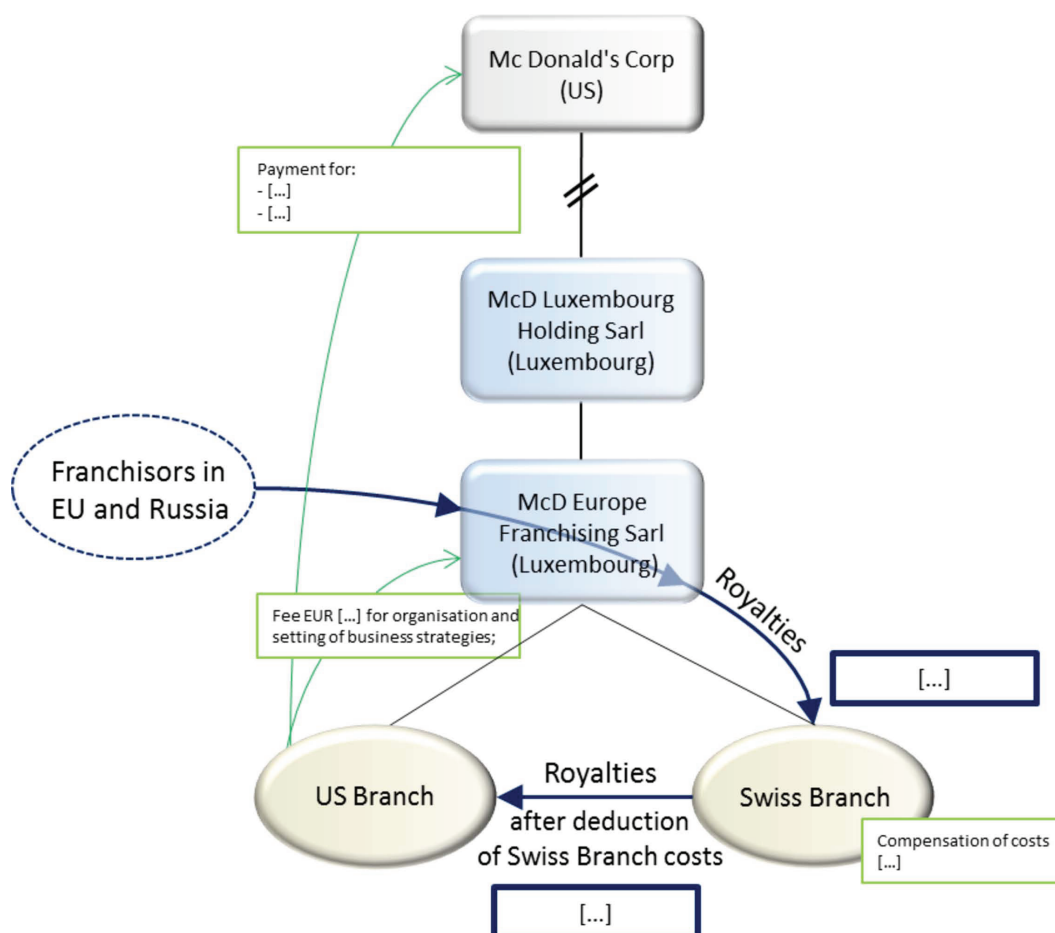 Mc Donald's Corp
(US)
Payment for:
- [...]
- [...]
McD Luxembourg
Holding Sarl
(Luxembourg)
Franchisors in
EU and Russia
McD Europe
Franchising Sarl
(Luxembourg)
Royalties
Fee EUR [...] for organisation and
setting of business strategies;
[...]
US Branch
Royalties
after deduction
of Swiss Branch costs
Swiss Branch
Compensation of costs
[...]
[...]